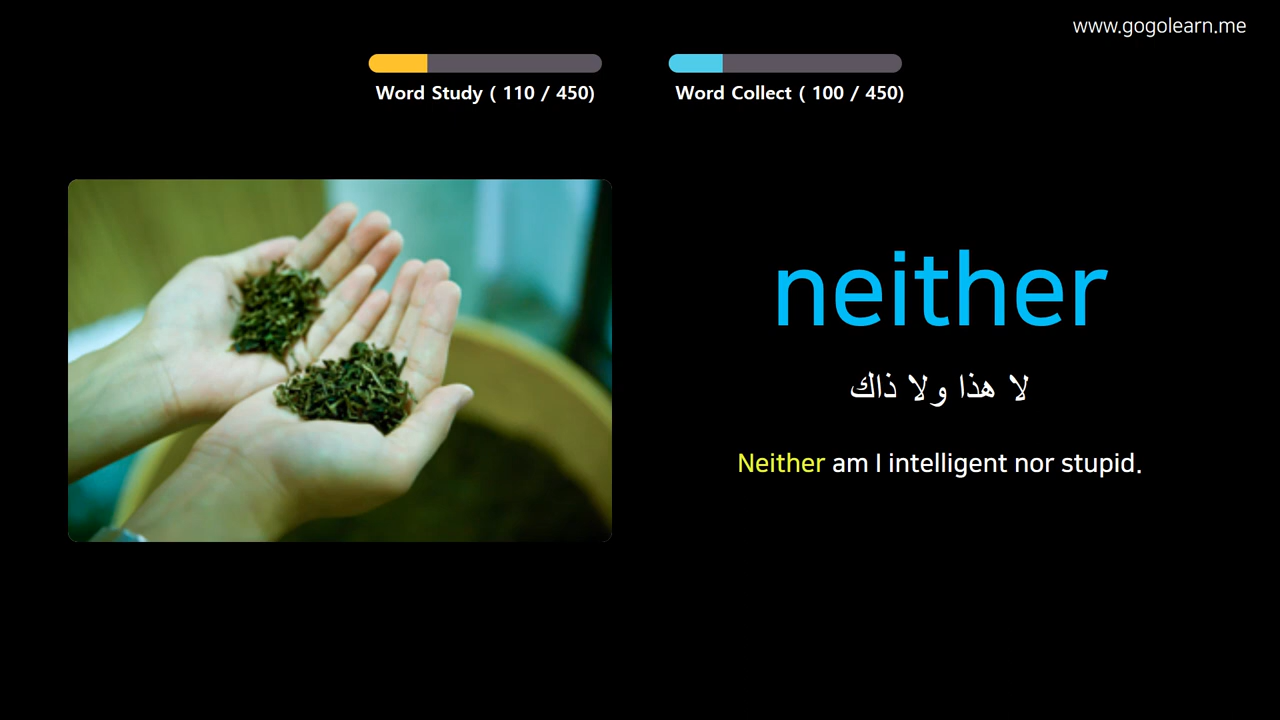 www.gogolearn.me
Word Study ( 110 / 450)
Word Collect ( 100 / 450)
neither
لا هذا ولا ذاك
Neither am I intelligent nor stupid.